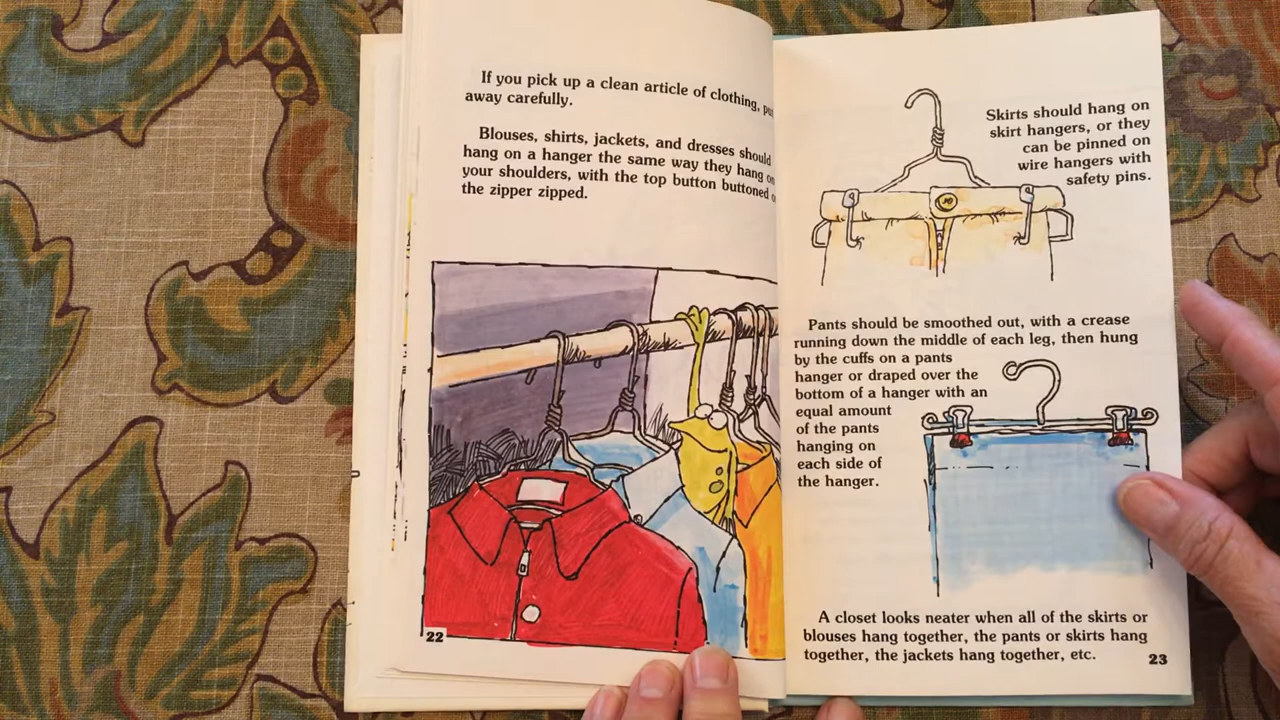 If you pick up a clean article of clothing,
away carefully.
Blouses, shirts, jackets, and dresses should
hang on a hanger the same way they hang on
your shoulders, with the top button buttoned
the zipper zipped.
22
Skirts should hang on
skirt hangers, or they
can be pinned on
wire hangers with
safety pins.
Pants should be smoothed out, with a crease
running down the middle of each leg, then hung
by the cuffs on a pants
hanger or draped over the
bottom of a hanger with an
equal amount
of the pants
hanging on
each side of
the hanger.
A closet looks neater when all of the skirts or
blouses hang together, the pants or skirts hang
together, the jackets hang together, etc.
23